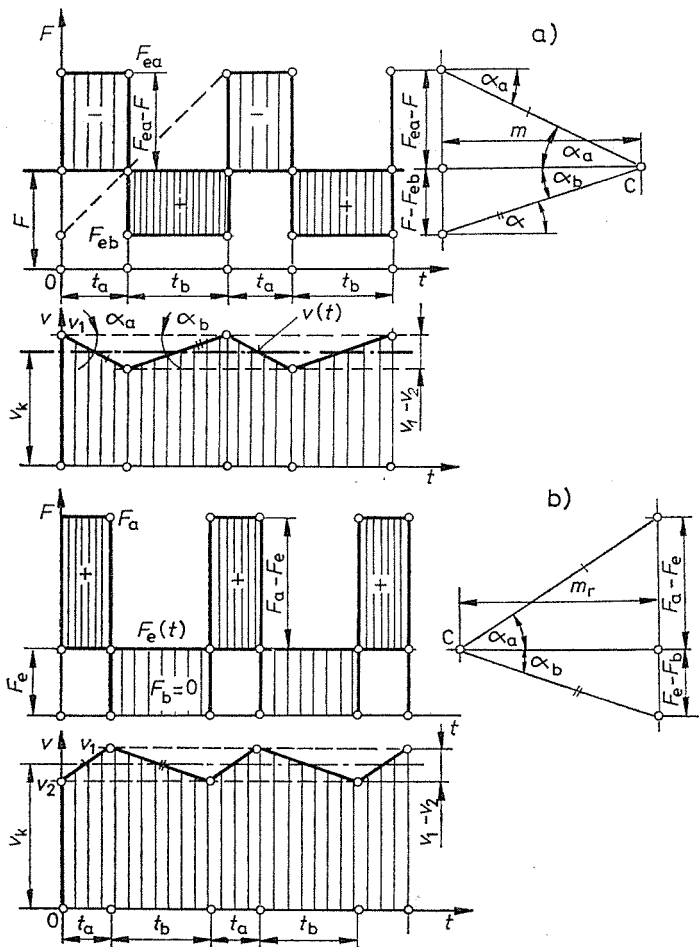 a)
F
F_ea
F_ea-F
F_ea-F
α_a
-
-
m
α_a
C
α_b
F
+
+
F_eb
F-F_eb
α
0
t_a
t_b
t_a
t_b
t
v
v_1
α_a
α_b
v(t)
v_k
v_1-v_2
t
b)
F
F_a
+
+
+
F_a-F_e
F_a-F_e
m_r
F_e(t)
C
α_a
α_b
F_e
F_b=0
F_e-F_b
t
v
v_1
v_2
v_k
v_1-v_2
0
t_a
t_b
t_a
t_b
t